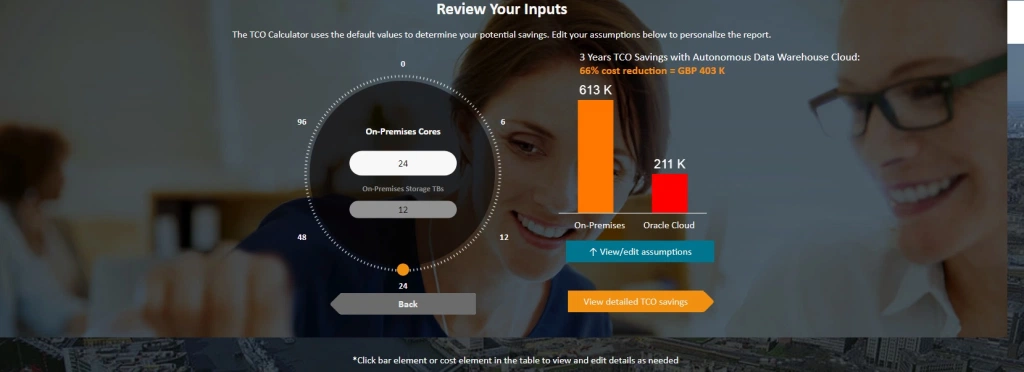 Review Your Inputs
The TCO Calculator uses the default values to determine your potential savings. Edit your assumptions below to personalize the report.
3 Years TCO Savings with Autonomous Data Warehouse Cloud:
66% cost reduction = GBP 403 K
0
6
12
24
48
96
On-Premises Cores
24
On-Premises Storage TBs
12
Back
613 K
211 K
On-Premises
Oracle Cloud
↑ View/edit assumptions
View detailed TCO savings
*Click bar element or cost element in the table to view and edit details as needed